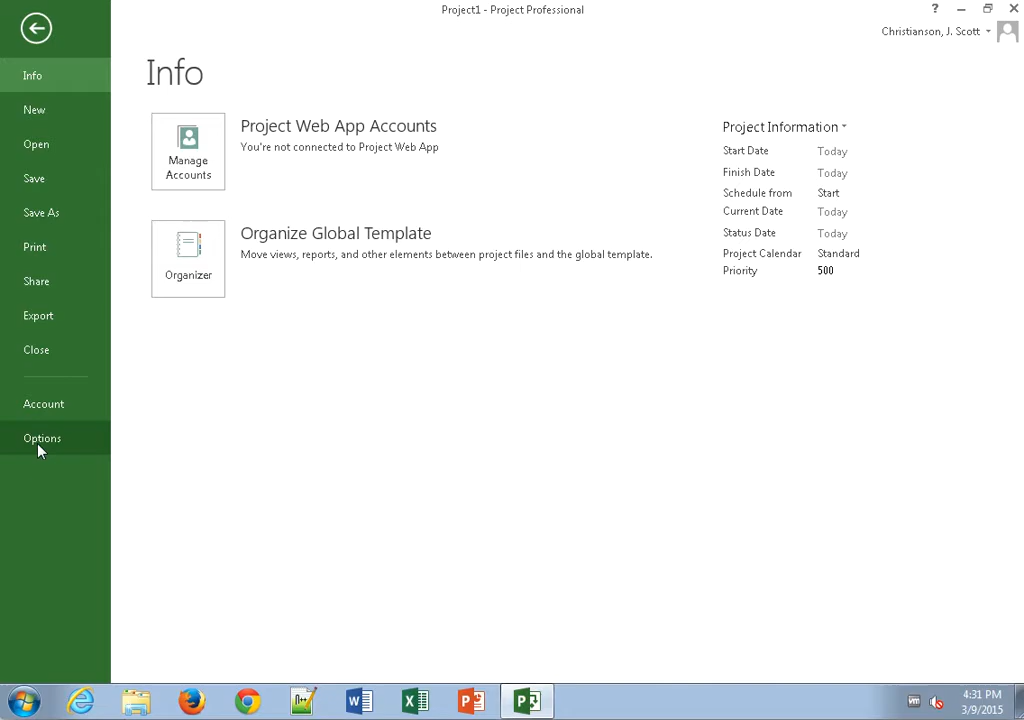 Project1 - Project Professional
?
Christianson, J. Scott
Info
New
Open
Save
Save As
Print
Share
Export
Close
Account
Options
Info
Manage
Accounts
Project Web App Accounts
You're not connected to Project Web App
Organizer
Organize Global Template
Move views, reports, and other elements between project files and the global template.
Project Information
Start Date Today
Finish Date Today
Schedule from Start
Current Date Today
Status Date Today
Project Calendar Standard
Priority 500
4:31 PM
3/9/2015